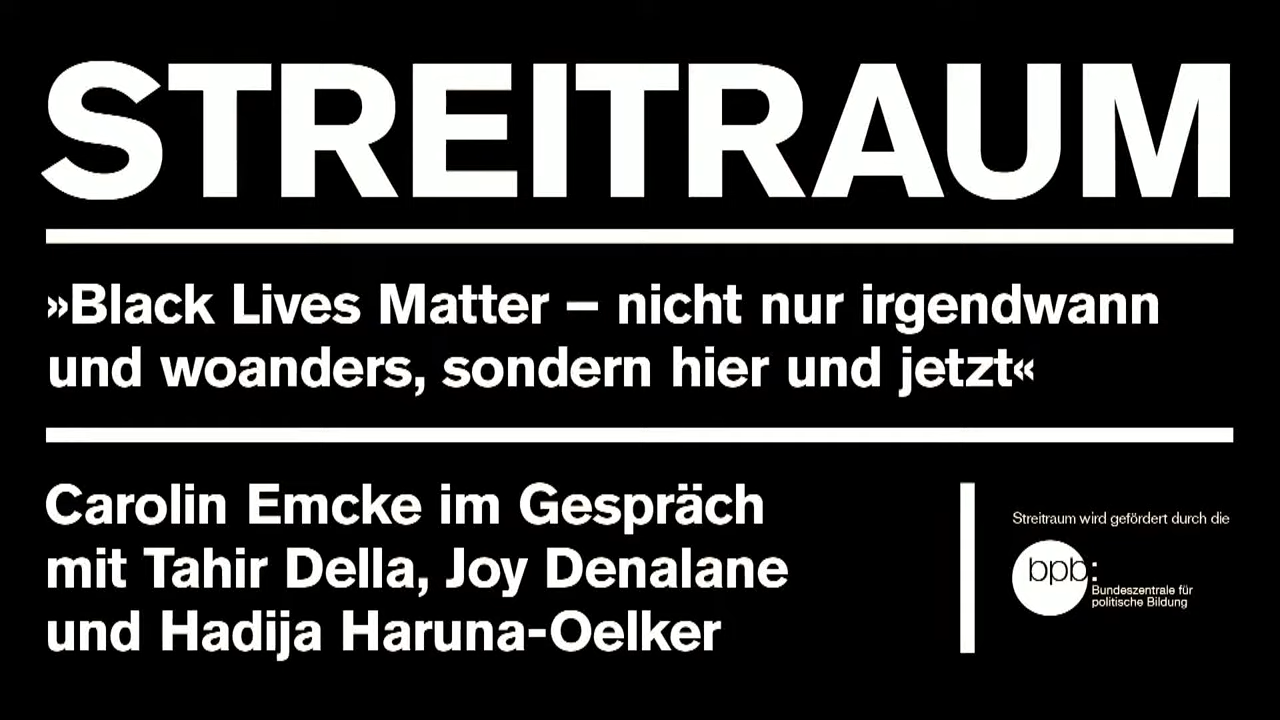 STREITRAUM
»Black Lives Matter – nicht nur irgendwann
und woanders, sondern hier und jetzt«
Carolin Emcke im Gespräch
mit Tahir Della, Joy Denalane
und Hadija Haruna-Oelker
Streitraum wird gefördert durch die
bpb:
Bundeszentrale für
politische Bildung